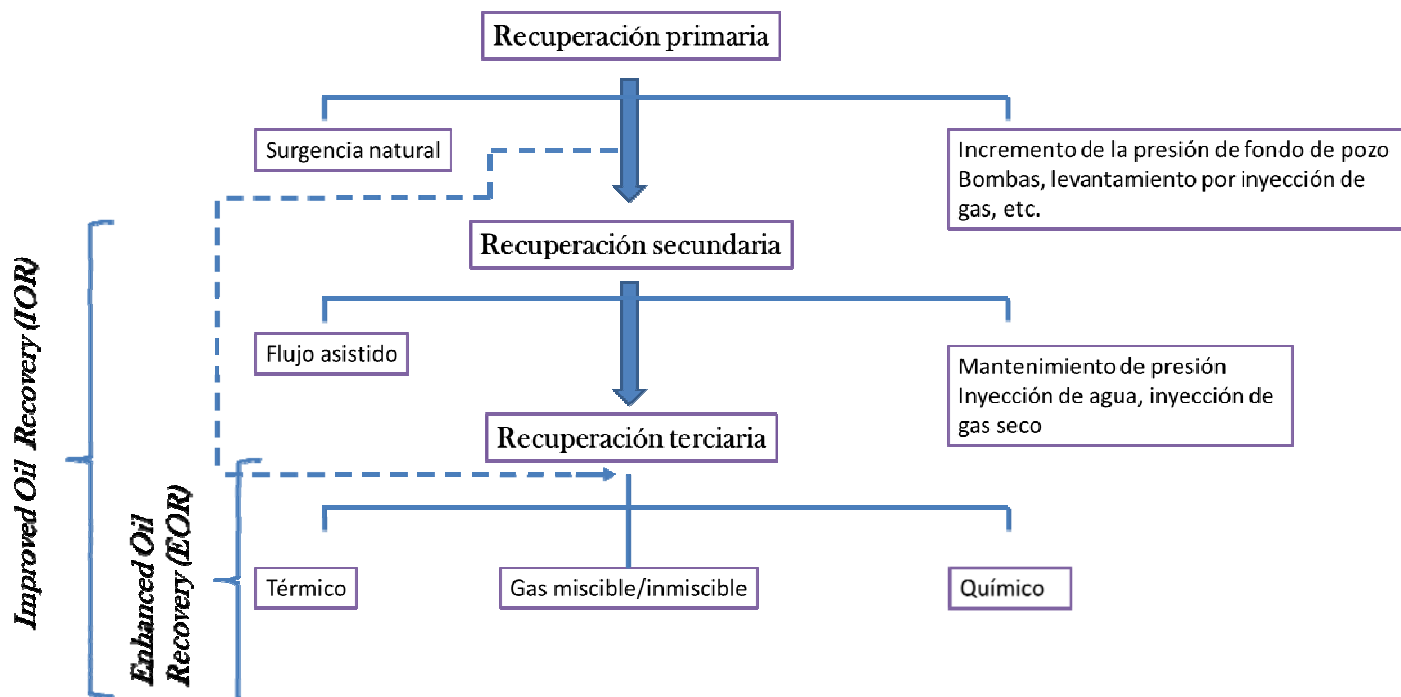 Recuperación primaria
Surgencia natural
Incremento de la presión de fondo de pozo
Bombas, levantamiento por inyección de
gas, etc.
Recuperación secundaria
Flujo asistido
Mantenimiento de presión
Inyección de agua, inyección de
gas seco
Recuperación terciaria
Térmico
Gas miscible/inmiscible
Químico
Improved Oil Recovery (IOR)
Enhanced Oil
Recovery (EOR)